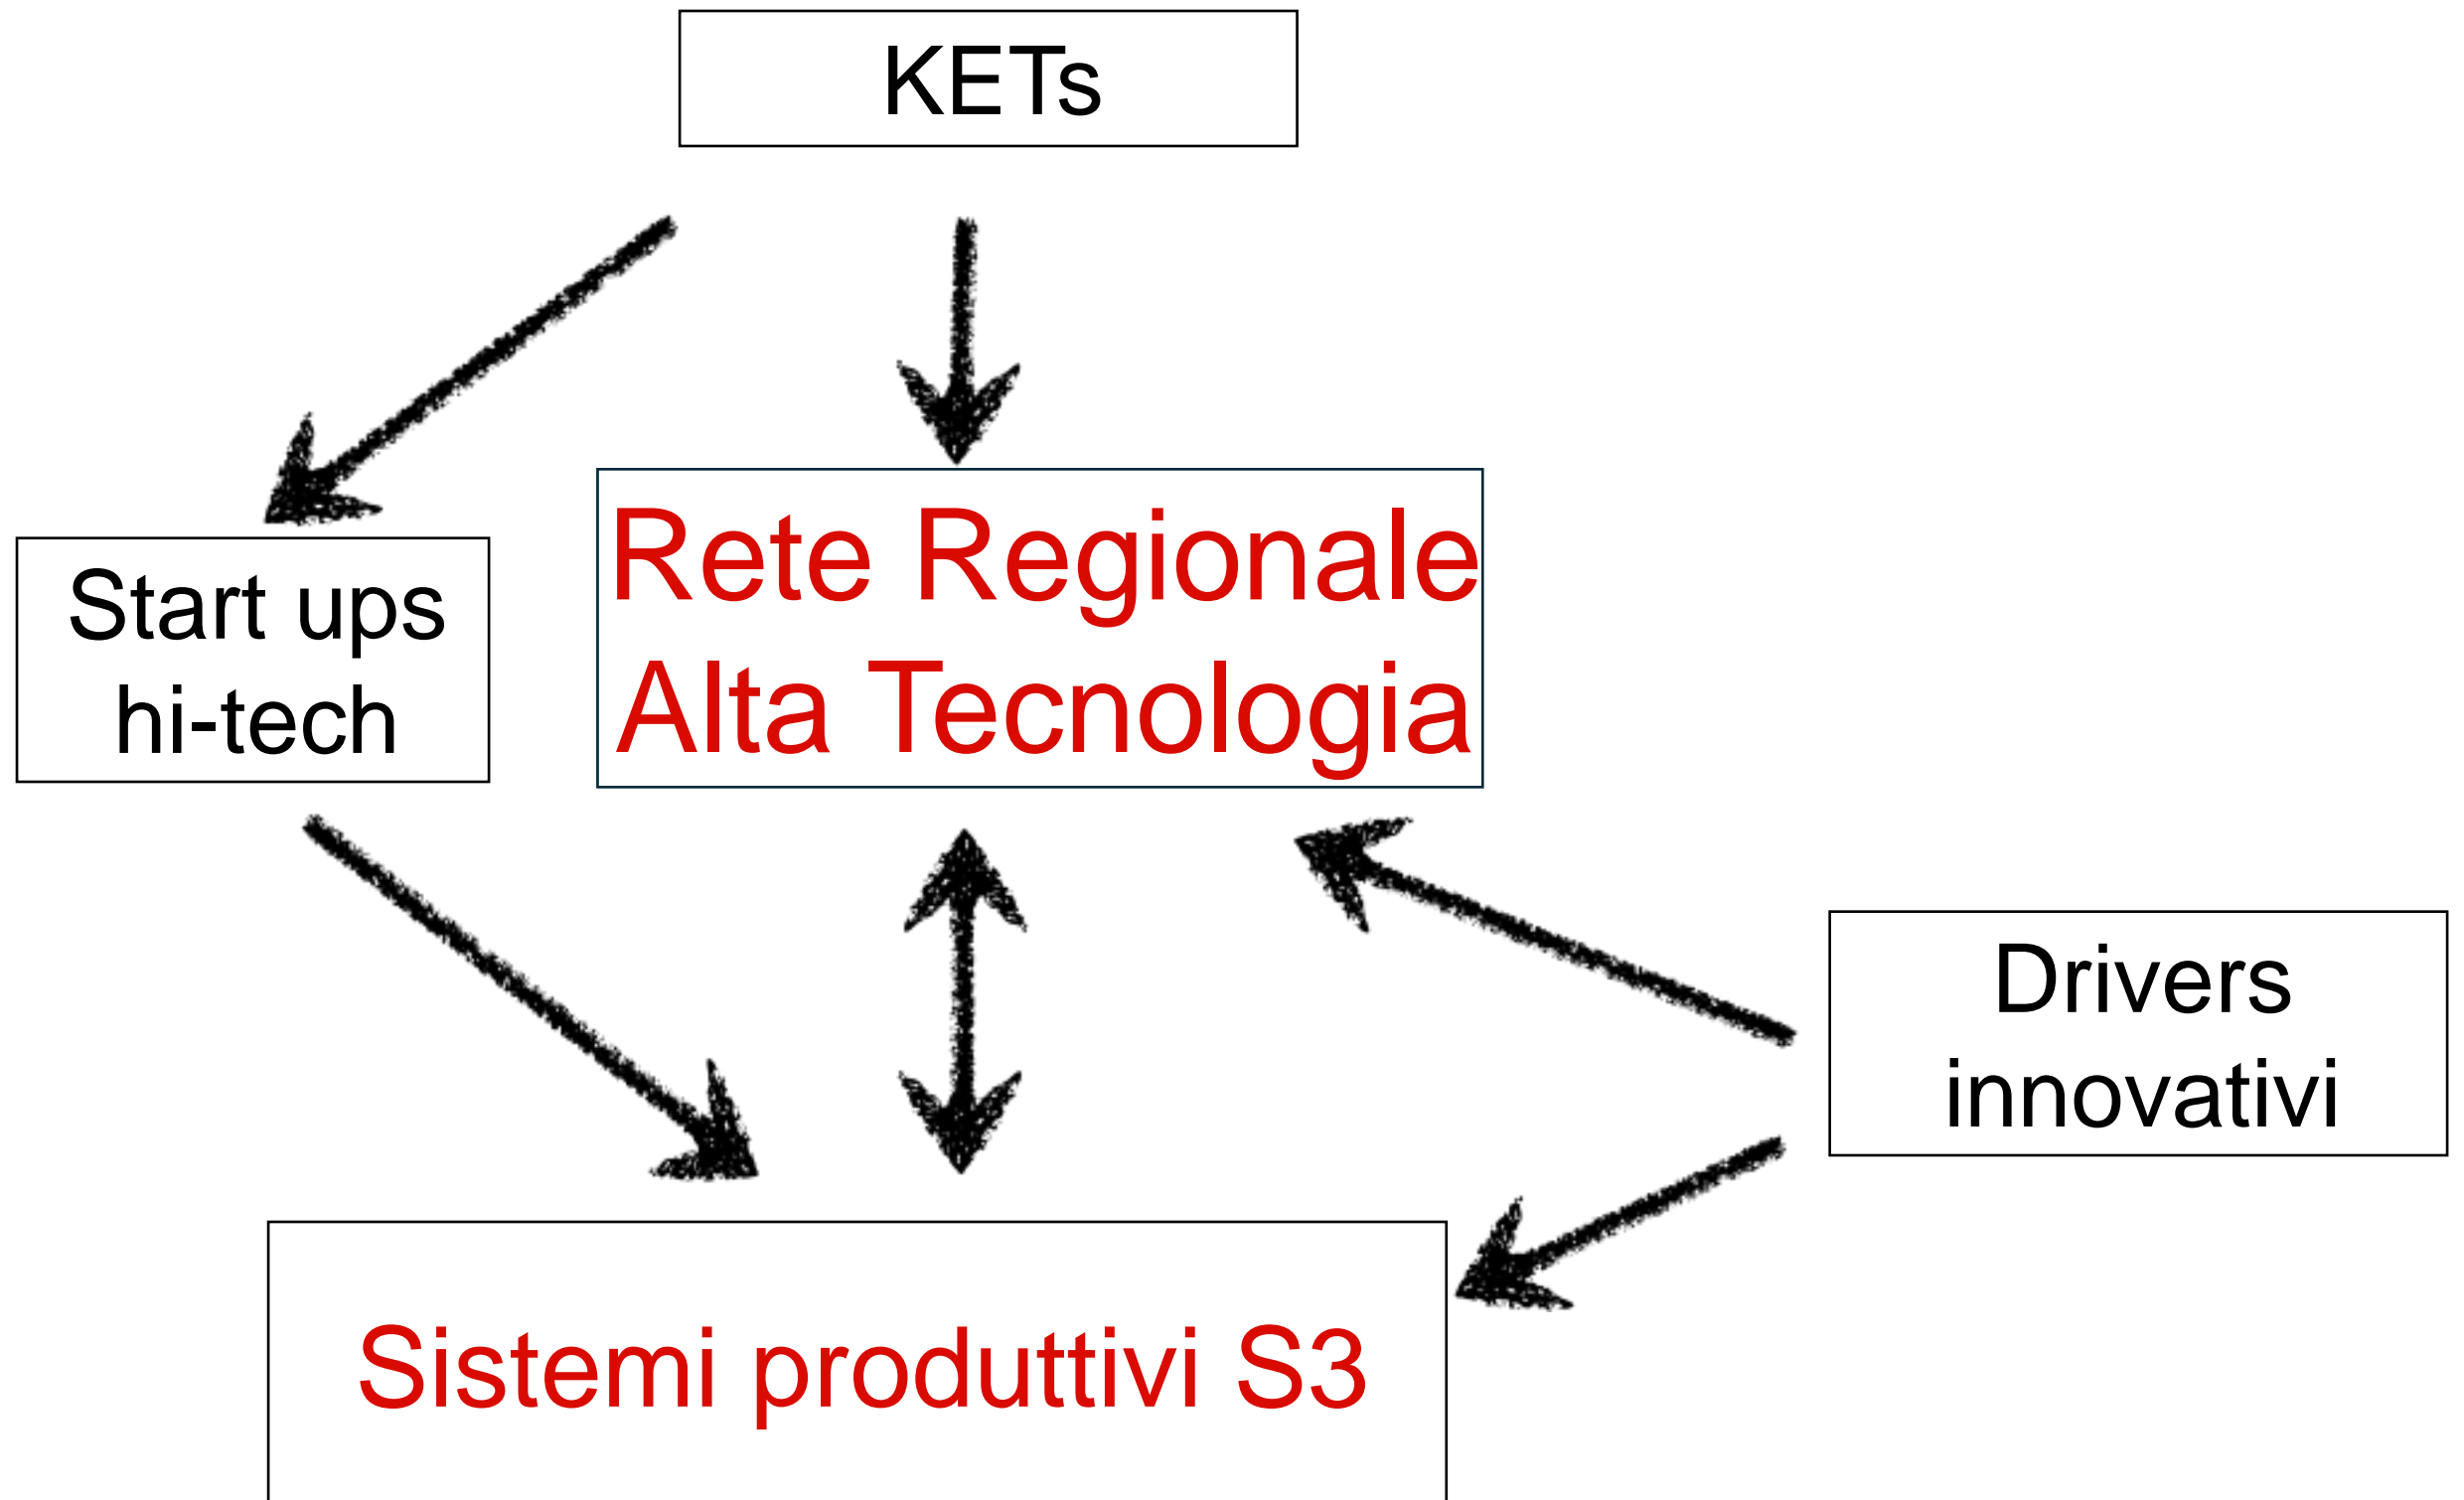 KETs
Rete Regionale
Alta Tecnologia
Start ups
hi-tech
Drivers
innovativi
Sistemi produttivi S3